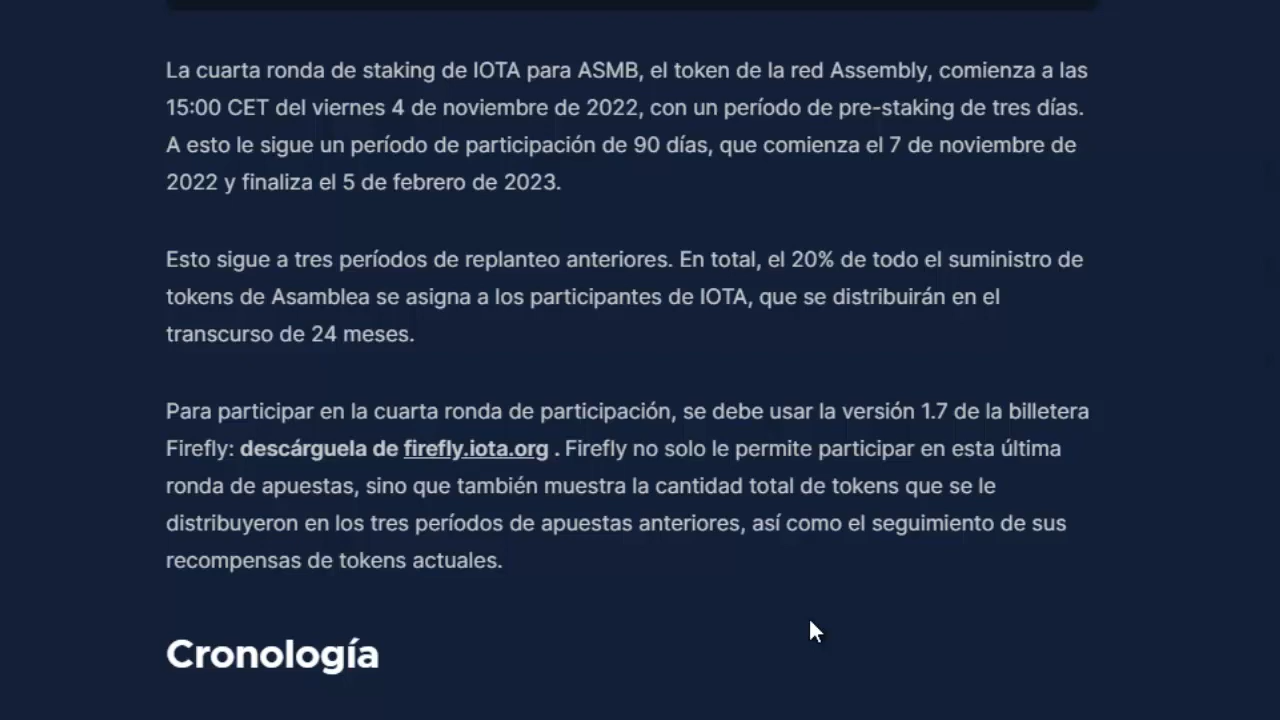 La cuarta ronda de staking de IOTA para ASMB, el token de la red Assembly, comienza a las
15:00 CET del viernes 4 de noviembre de 2022, con un período de pre-staking de tres días.
A esto le sigue un período de participación de 90 días, que comienza el 7 de noviembre de
2022 y finaliza el 5 de febrero de 2023.
Esto sigue a tres períodos de replanteo anteriores. En total, el 20% de todo el suministro de
tokens de Asamblea se asigna a los participantes de IOTA, que se distribuirán en el
transcurso de 24 meses.
Para participar en la cuarta ronda de participación, se debe usar la versión 1.7 de la billetera
Firefly: descárguela de firefly.iota.org . Firefly no solo le permite participar en esta última
ronda de apuestas, sino que también muestra la cantidad total de tokens que se le
distribuyeron en los tres períodos de apuestas anteriores, así como el seguimiento de sus
recompensas de tokens actuales.
Cronología